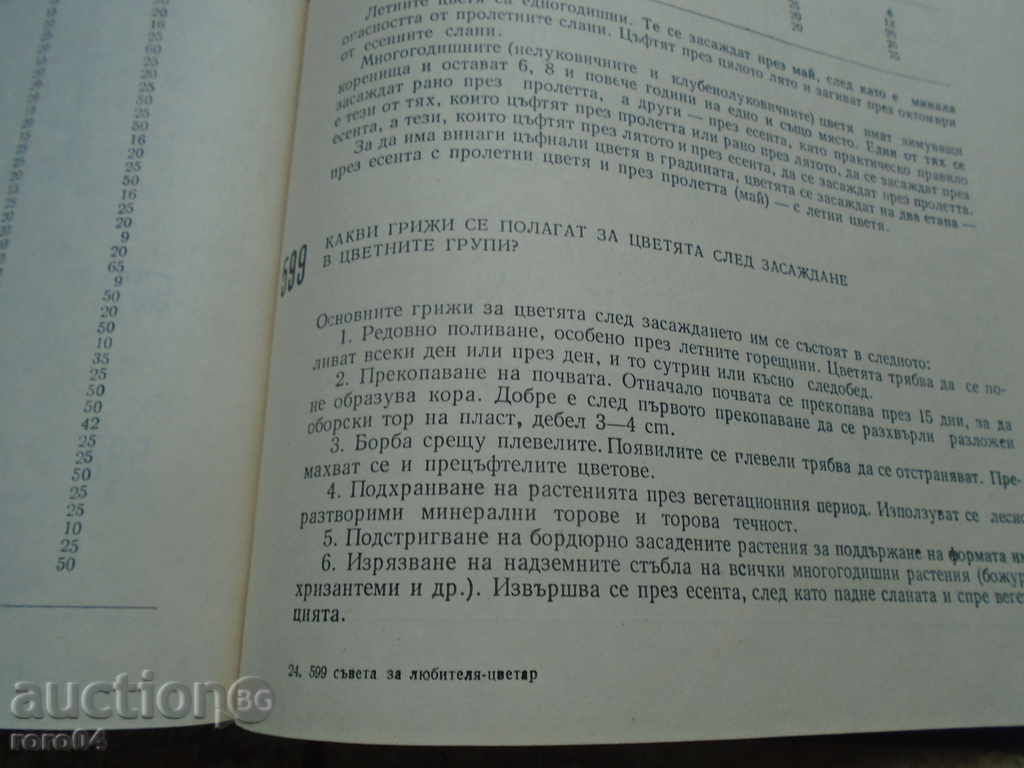 20
16
20
25
60
25
20
25
50
16
20
25
50
16
25
20
9
20
65
9
50
20
50
10
35
25
50
50
42
25
25
50
25
25
10
25
50
Летните цветя са едногодишни. Те се засаждат през май, след като е минала
опасността от пролетните слани. Цъфтят през цялото лято и загиват през октомври
от есенните слани.
Многогодишните (нелуковичните и клубенолуковичните) цветя имат зимуващи
коренища и остават 6, 8 и повече години на едно и също място. Едни от тях се
засаждат рано през пролетта, а други — през есента, като практическо правило
е тези от тях, които цъфтят през пролетта или рано през лятото, да се засаждат през
есента, а тези, които цъфтят през лятото и през есента, да се засаждат през пролетта.
За да има винаги цъфнали цветя в градината, цветята се засаждат на два етапа —
през есента с пролетни цветя и през пролетта (май) — с летни цветя.
599 КАКВИ ГРИЖИ СЕ ПОЛАГАТ ЗА ЦВЕТЯТА СЛЕД ЗАСАЖДАНЕ
В ЦВЕТНИТЕ ГРУПИ?
Основните грижи за цветята след засаждането им се състоят в следното:
1. Редовно поливане, особено през летните горещини. Цветята трябва да се по-
ливат всеки ден или през ден, и то сутрин или късно следобед.
2. Прекопаване на почвата. Отначало почвата се прекопава през 15 дни, за да
не образува кора. Добре е след първото прекопаване да се разхвърли разложен
оборски тор на пласт, дебел 3—4 cm.
3. Борба срещу плевелите. Появилите се плевели трябва да се отстраняват. Пре-
махват се и прецъфтелите цветове.
4. Подхранване на растенията през вегетационния период. Използуват се лесно
разтворими минерални торове и торова течност.
5. Подстригване на бордюрно засадените растения за поддържане на формата им
6. Изрязване на надземните стъбла на всички многогодишни растения (божур
хризантеми и др.). Извършва се през есента, след като падне сланата и спре вегет
цията.
24. 599 съвета за любителя-цветар
auctionBG
roro04